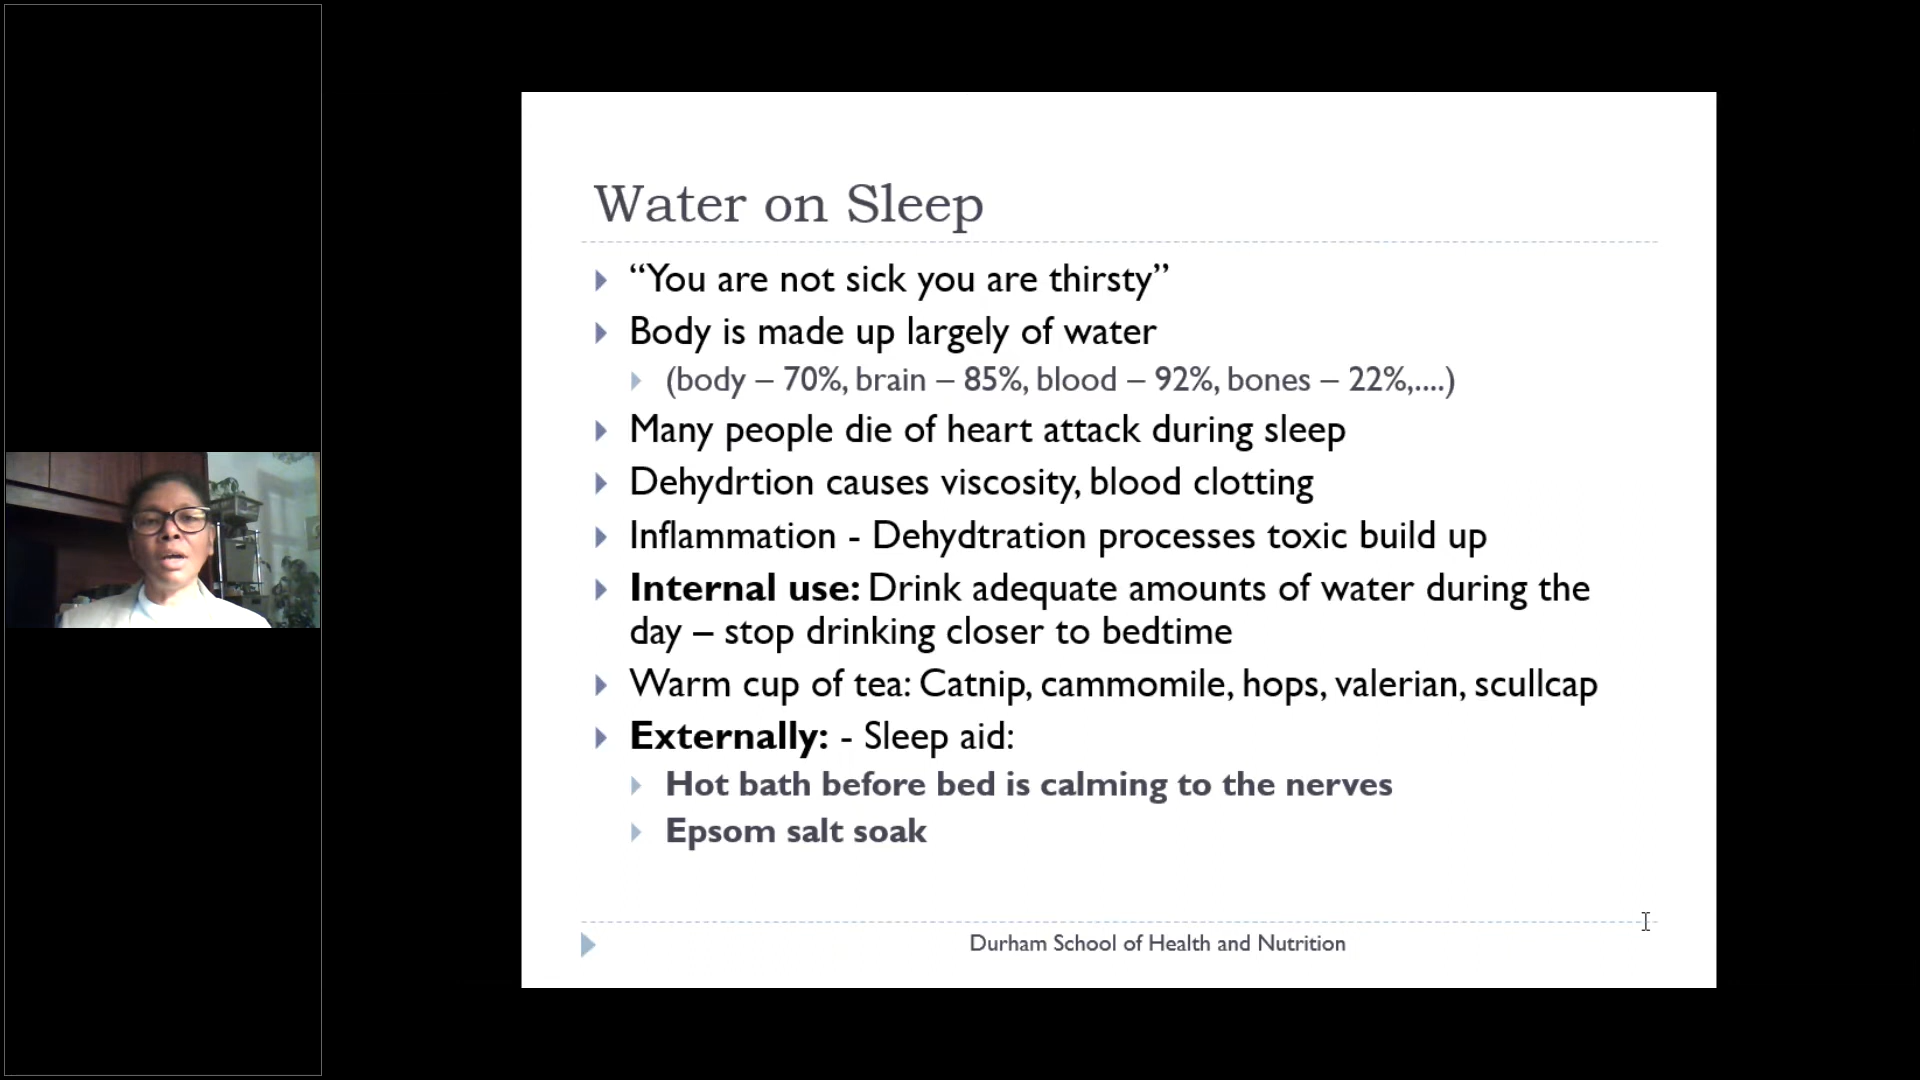 Water on Sleep
“You are not sick you are thirsty”
Body is made up largely of water
(body – 70%, brain – 85%, blood – 92%, bones – 22%,....)
Many people die of heart attack during sleep
Dehydrtion causes viscosity, blood clotting
Inflammation - Dehydtration processes toxic build up
Internal use: Drink adequate amounts of water during the
day – stop drinking closer to bedtime
Warm cup of tea: Catnip, cammomile, hops, valerian, scullcap
Externally: - Sleep aid:
Hot bath before bed is calming to the nerves
Epsom salt soak
Durham School of Health and Nutrition